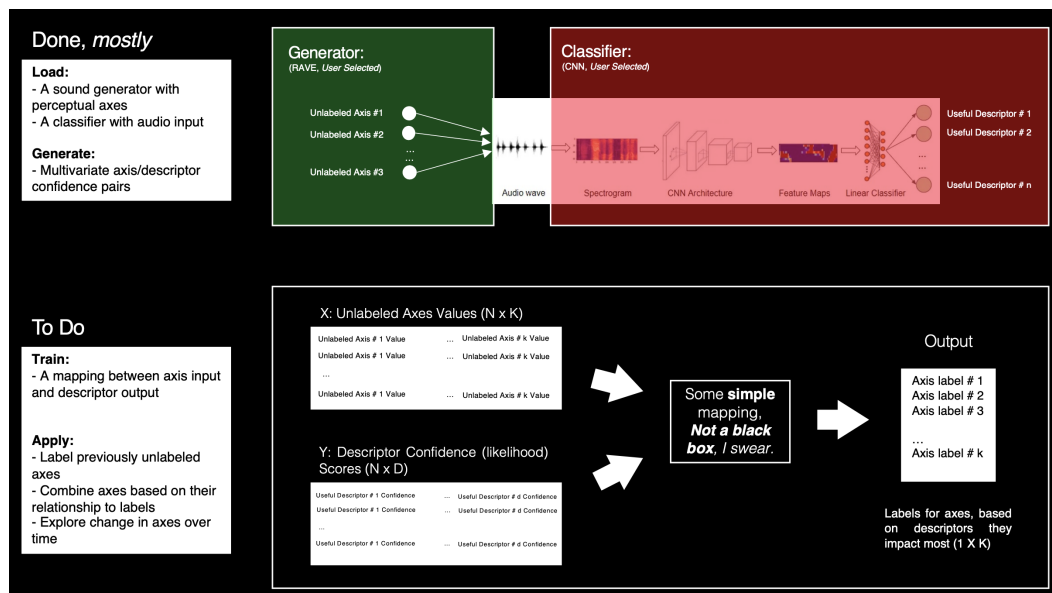 Done, mostly
Load:
- A sound generator with
perceptual axes
- A classifier with audio input
Generate:
- Multivariate axis/descriptor
confidence pairs
Generator:
(RAVE, User Selected)
Unlabeled Axis #1
Unlabeled Axis #2
...
...
Unlabeled Axis #3
Audio wave
Classifier:
(CNN, User Selected)
Spectrogram
CNN Architecture
Feature Maps
Linear Classifier
Useful Descriptor # 1
Useful Descriptor # 2
...
...
Useful Descriptor # n
To Do
Train:
- A mapping between axis input
and descriptor output
Apply:
- Label previously unlabeled
axes
- Combine axes based on their
relationship to labels
- Explore change in axes over
time
X: Unlabeled Axes Values (N x K)
Unlabeled Axis # 1 Value ... Unlabeled Axis # k Value
Unlabeled Axis # 1 Value ... Unlabeled Axis # k Value
...
Unlabeled Axis # 1 Value ... Unlabeled Axis # k Value
Y: Descriptor Confidence (likelihood)
Scores (N x D)
Useful Descriptor # 1 Confidence ... Useful Descriptor # d Confidence
Useful Descriptor # 1 Confidence ... Useful Descriptor # d Confidence
...
Useful Descriptor # 1 Confidence ... Useful Descriptor # d Confidence
Some simple
mapping,
Not a black
box, I swear.
Output
Axis label # 1
Axis label # 2
Axis label # 3
...
Axis label # k
Labels for axes, based
on descriptors they
impact most (1 X K)